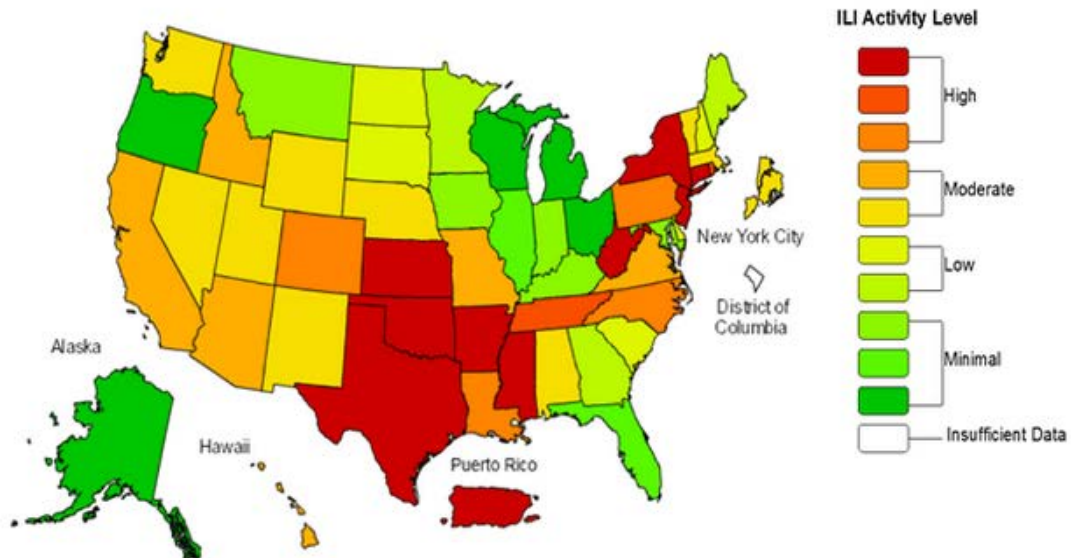 ILI Activity Level
High
Moderate
New York City
Low
District of
Columbia
Alaska
Minimal
Hawaii
Insufficient Data
Puerto Rico